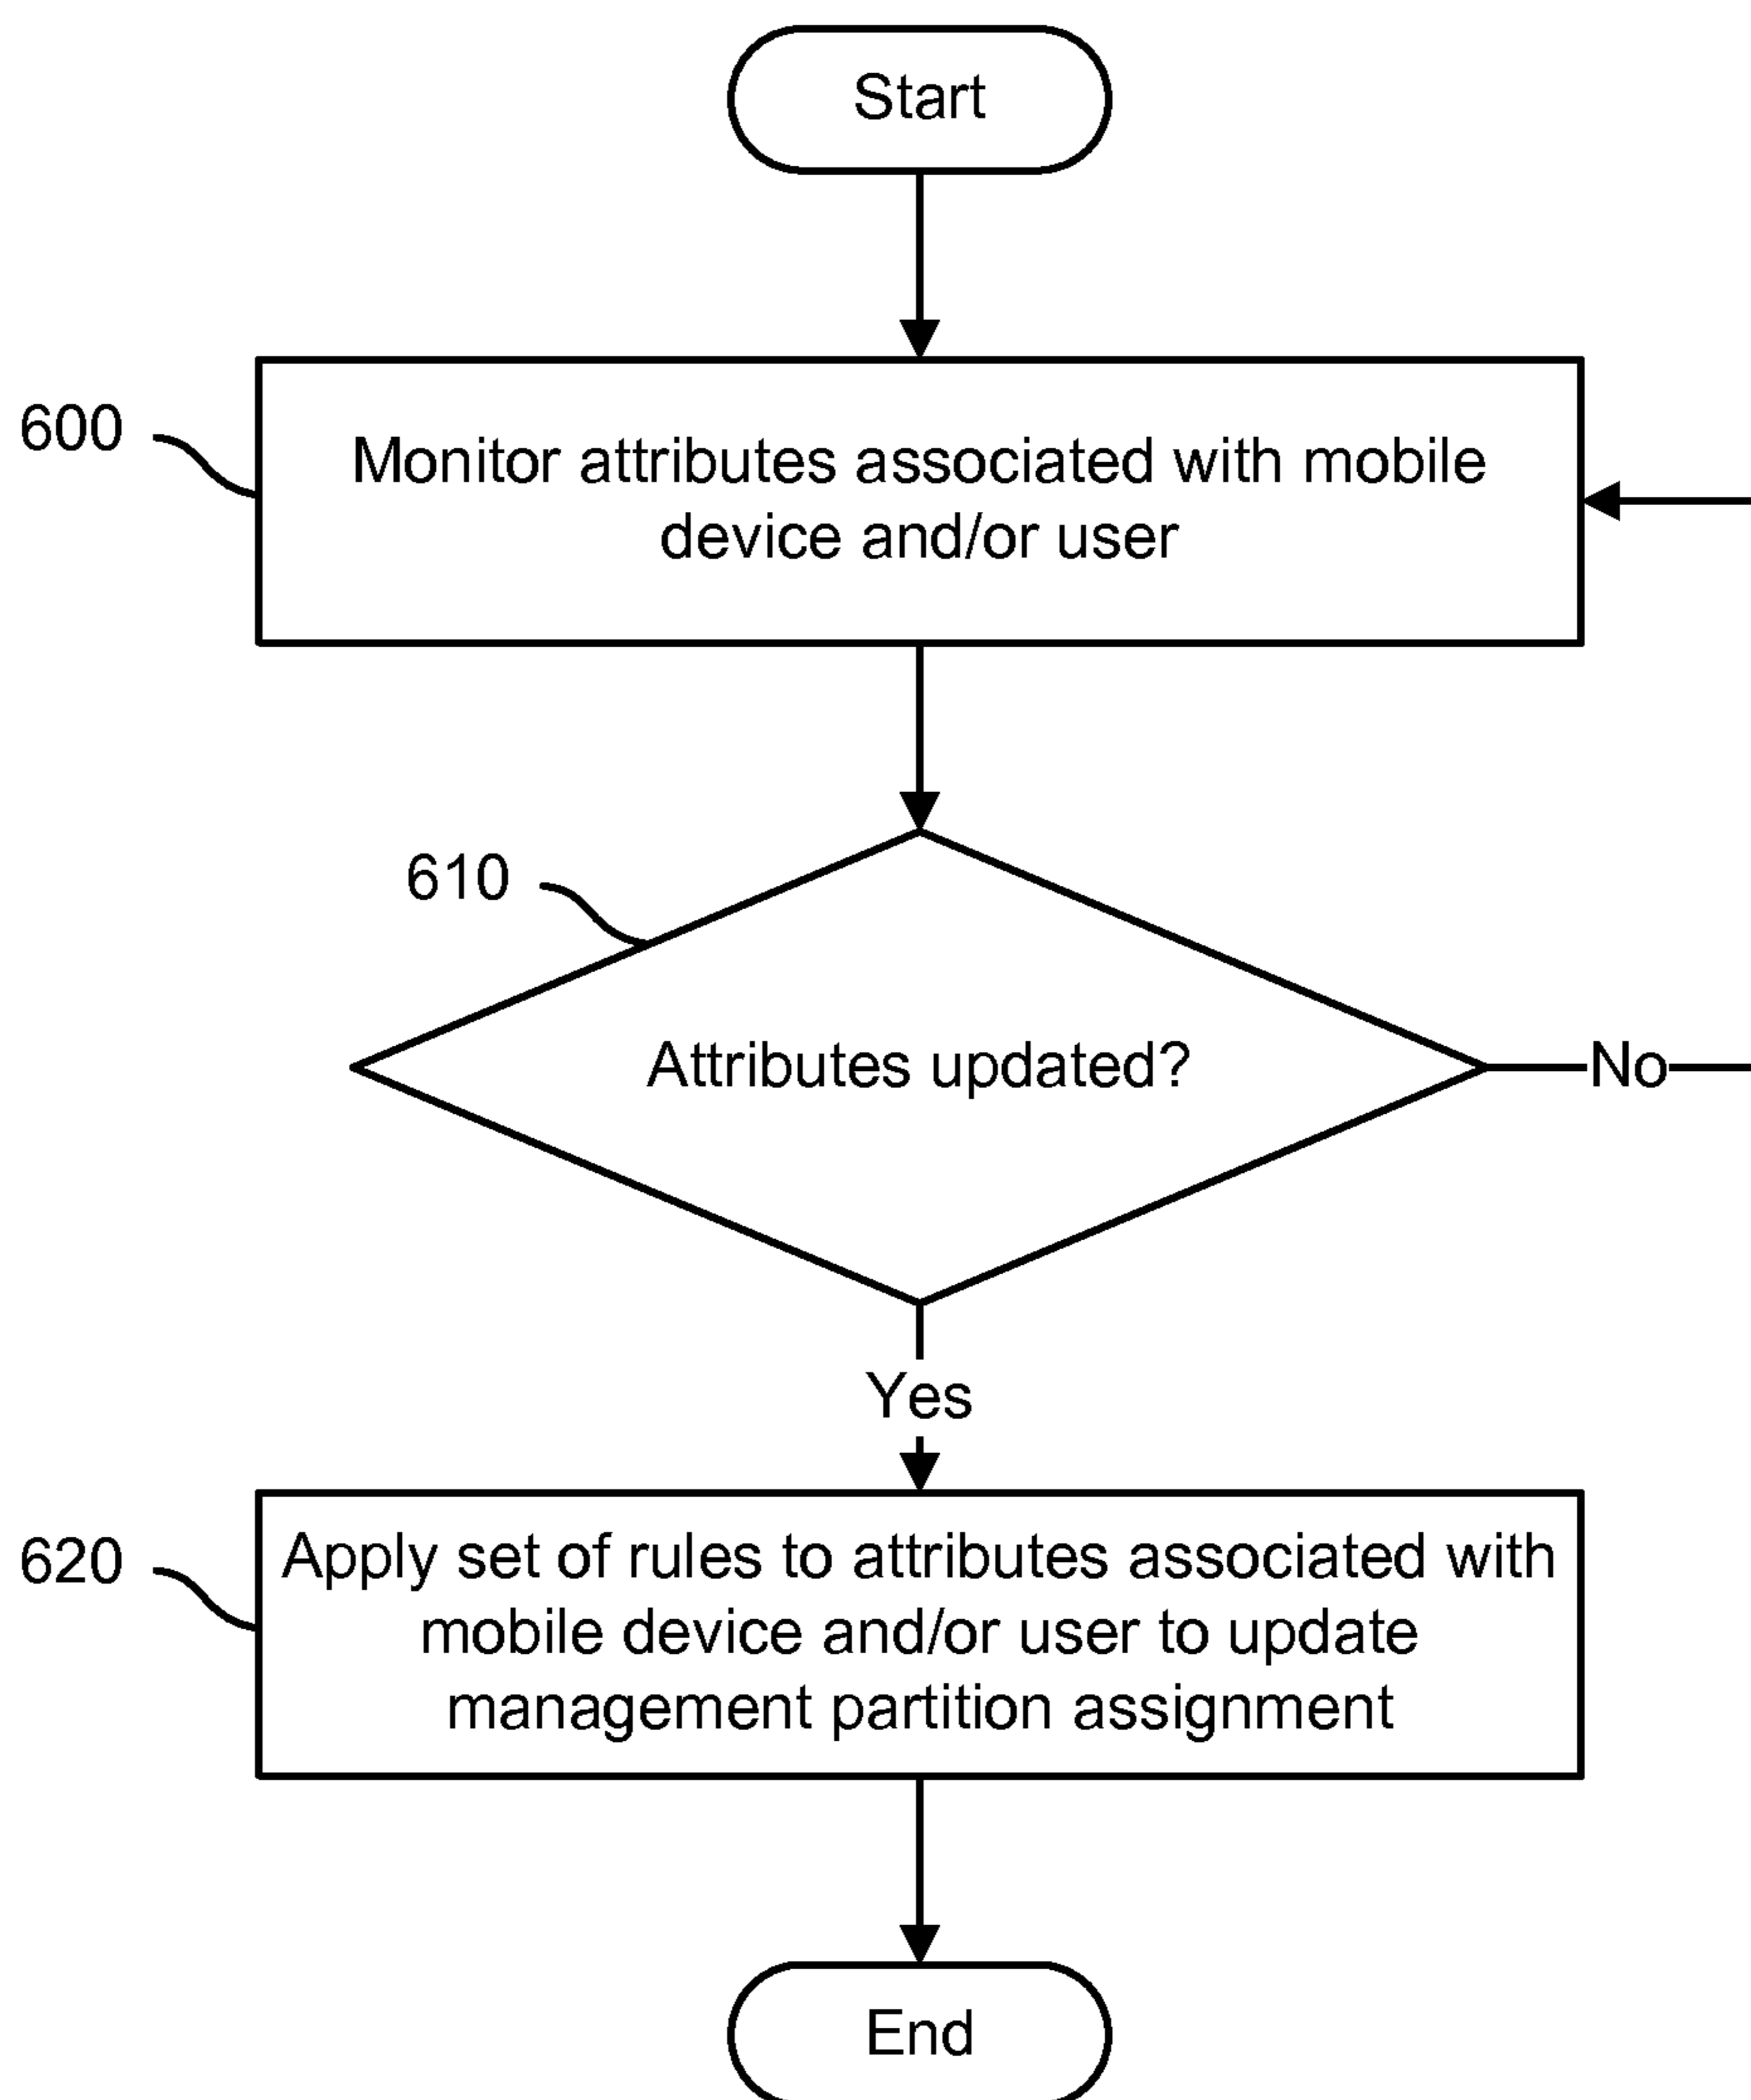 Start
600
Monitor attributes associated with mobile
device and/or user
610
Attributes updated?
No
Yes
620
Apply set of rules to attributes associated with
mobile device and/or user to update
management partition assignment
End